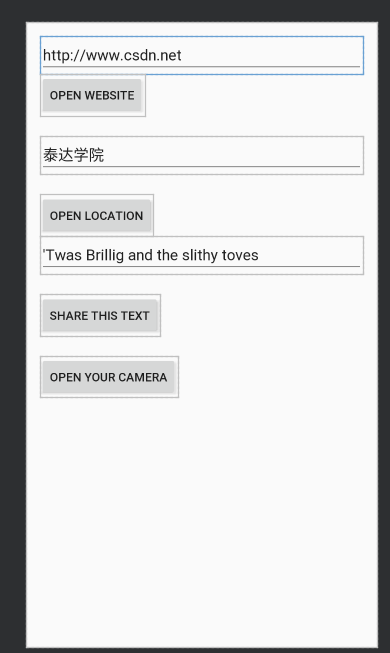 http://www.csdn.net
OPEN WEBSITE
泰达学院
OPEN LOCATION
'Twas Brillig and the slithy toves
SHARE THIS TEXT
OPEN YOUR CAMERA